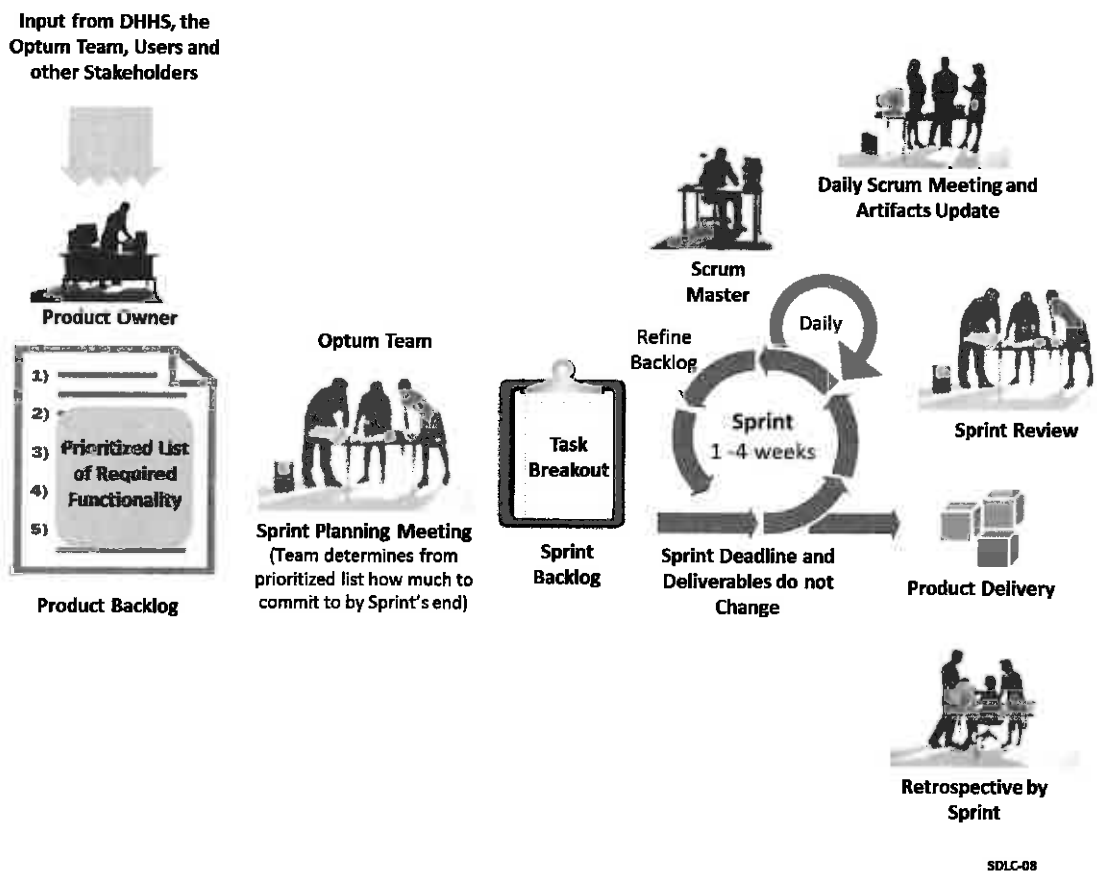 Input from DHHS, the
Optum Team, Users and
other Stakeholders
Product Owner
1)
2)
3)
4)
5)
Prioritized List
of Required
Functionality
Product Backlog
Optum Team
Sprint Planning Meeting
(Team determines from
prioritized list how much to
commit to by Sprint's end)
Task
Breakout
Sprint
Backlog
Scrum
Master
Refine
Backlog
Daily
Sprint
1-4 weeks
Sprint Deadline and
Deliverables do not
Change
Daily Scrum Meeting and
Artifacts Update
Sprint Review
Product Delivery
Retrospective by
Sprint
SDLC-08